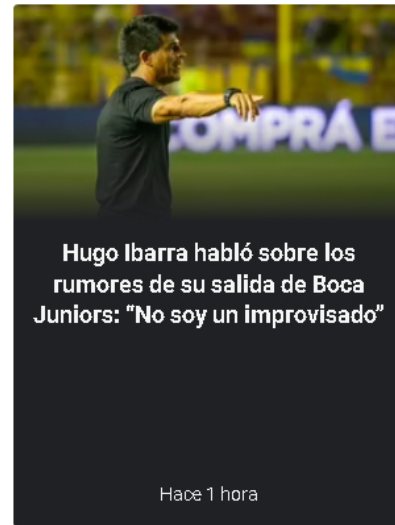 COMPRÁ E
Hugo Ibarra habló sobre los
rumores de su salida de Boca
Juniors: “No soy un improvisado”
Hace 1 hora